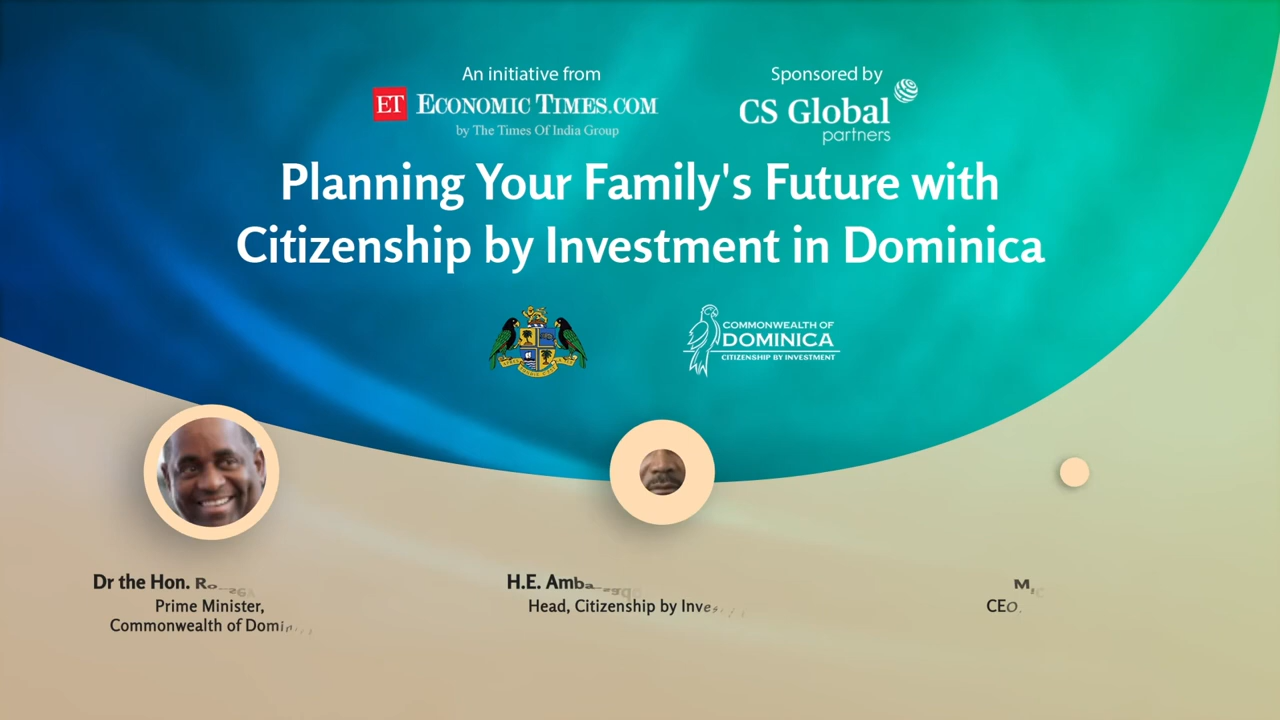 An initiative from
ET ECONOMIC TIMES.COM
by The Times Of India Group
Sponsored by
CS Global
partners
Planning Your Family's Future with
Citizenship by Investment in Dominica
COMMONWEALTH OF
DOMINICA
CITIZENSHIP BY INVESTMENT
Dr the Hon.
Prime Minister,
Commonwealth of
H.E.
Head, Citizenship by
CEO